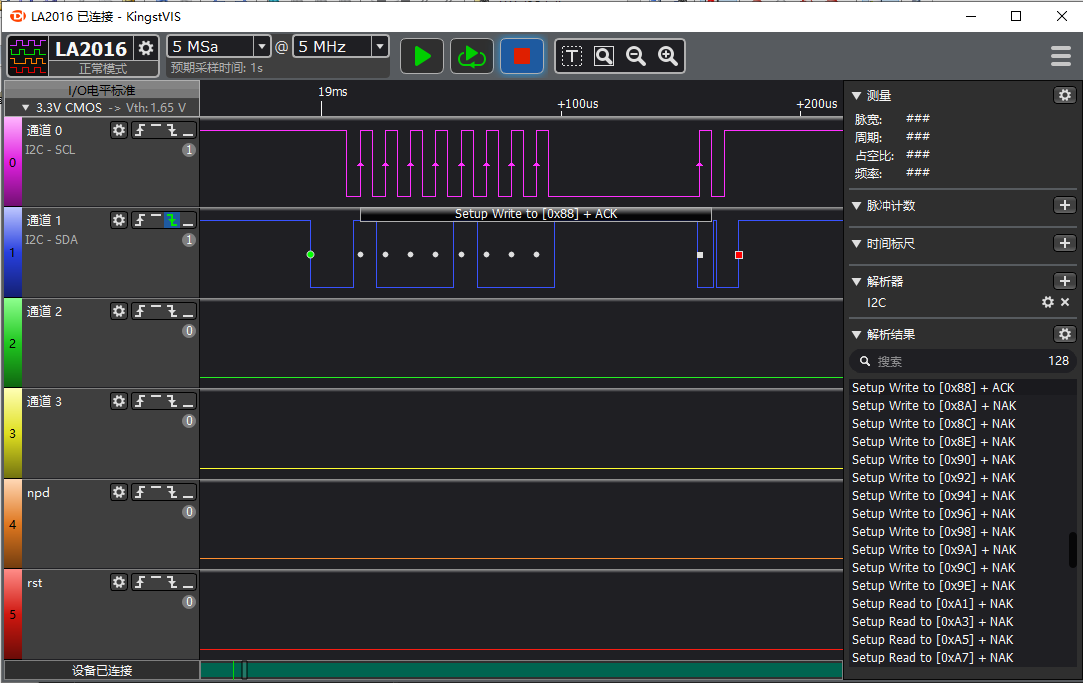 LA2016 已连接 - KingstVIS
LA2016
正常模式
5 MSa @ 5 MHz
预期采样时间: 1s
I/O电平标准
3.3V CMOS -> Vth:1.65 V
19ms
+100us
+200us
0
通道 0
I2C - SCL
1
1
通道 1
I2C - SDA
1
Setup Write to [0x88] + ACK
2
通道 2
0
3
通道 3
0
4
npd
0
5
rst
0
设备已连接
测量
脉宽: ###
周期: ###
占空比: ###
频率: ###
脉冲计数
时间标尺
解析器
I2C
解析结果
搜索 128
Setup Write to [0x88] + ACK
Setup Write to [0x8A] + NAK
Setup Write to [0x8C] + NAK
Setup Write to [0x8E] + NAK
Setup Write to [0x90] + NAK
Setup Write to [0x92] + NAK
Setup Write to [0x94] + NAK
Setup Write to [0x96] + NAK
Setup Write to [0x98] + NAK
Setup Write to [0x9A] + NAK
Setup Write to [0x9C] + NAK
Setup Write to [0x9E] + NAK
Setup Read to [0xA1] + NAK
Setup Read to [0xA3] + NAK
Setup Read to [0xA5] + NAK
Setup Read to [0xA7] + NAK